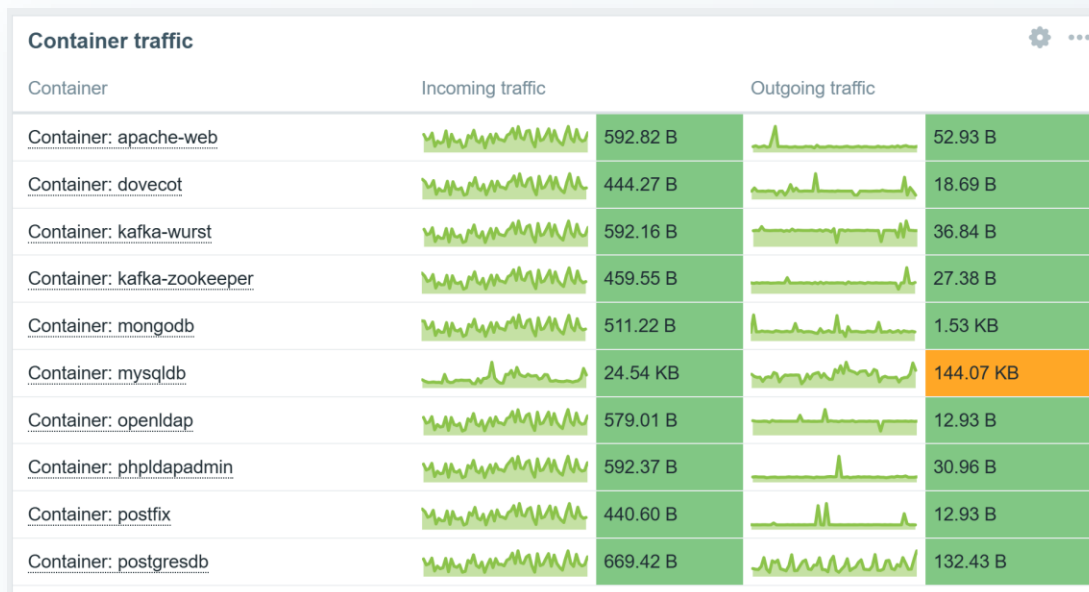 Container traffic
Container Incoming traffic Outgoing traffic
Container: apache-web 592.82 B 52.93 B
Container: dovecot 444.27 B 18.69 B
Container: kafka-wurst 592.16 B 36.84 B
Container: kafka-zookeeper 459.55 B 27.38 B
Container: mongodb 511.22 B 1.53 KB
Container: mysqldb 24.54 KB 144.07 KB
Container: openldap 579.01 B 12.93 B
Container: phpldapadmin 592.37 B 30.96 B
Container: postfix 440.60 B 12.93 B
Container: postgresdb 669.42 B 132.43 B